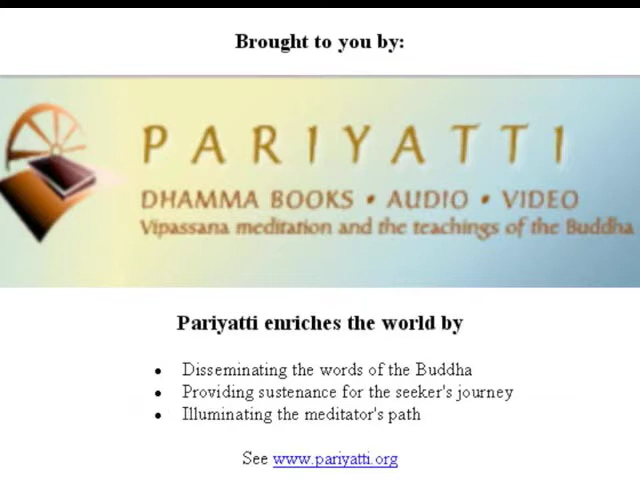 Brought to you by:
PARIYATTI
DHAMMA BOOKS • AUDIO • VIDEO
Vipassana meditation and the teachings of the Buddha
Pariyatti enriches the world by
• Disseminating the words of the Buddha
• Providing sustenance for the seeker's journey
• Illuminating the meditator's path
See www.pariyatti.org